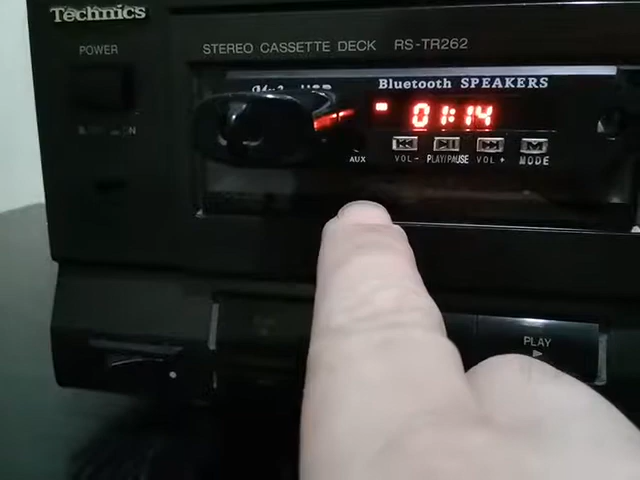 Technics
POWER
STEREO CASSETTE DECK RS-TR262
Bluetooth SPEAKERS
01:14
AUX
VOL- PLAY/PAUSE VOL+ MODE
M
PLAY